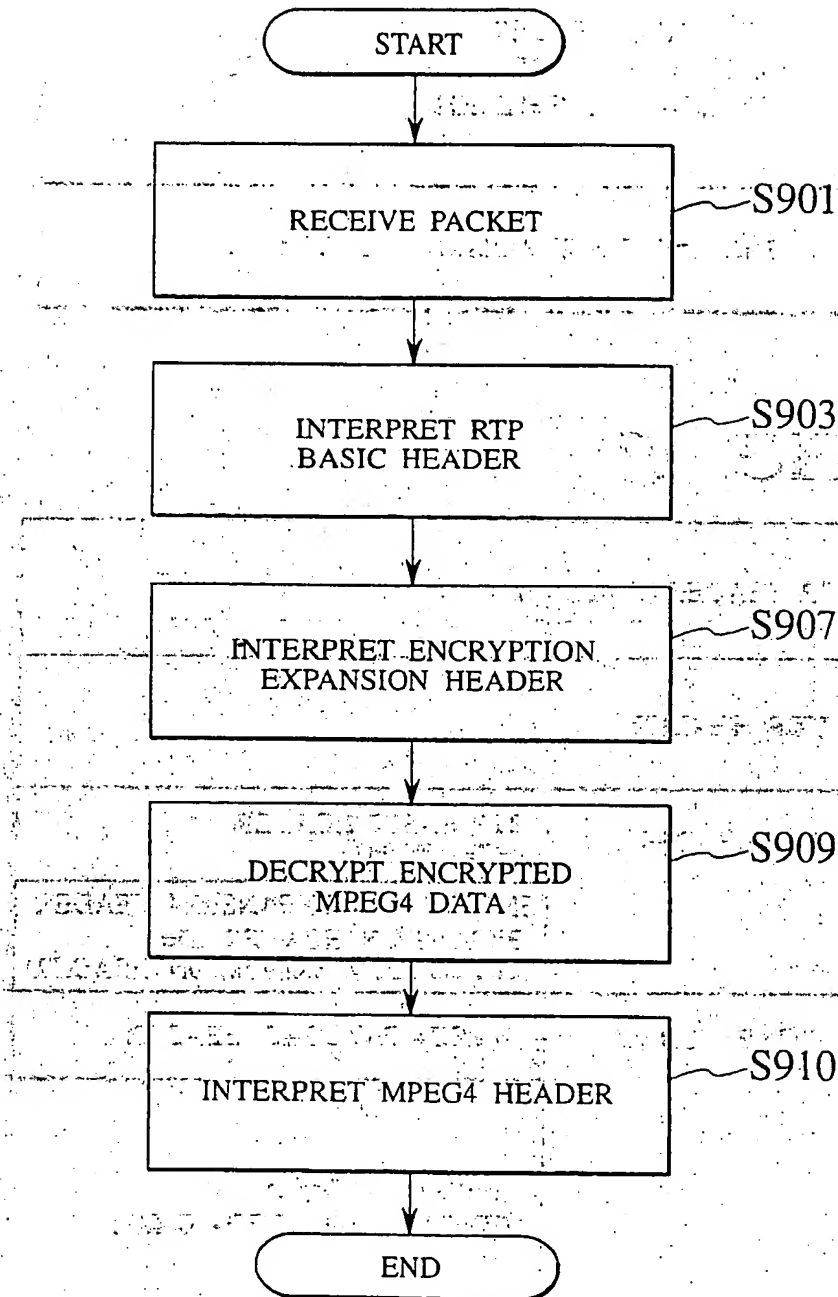 START
RECEIVE PACKET
S901
INTERPRET RTP
BASIC HEADER
S903
INTERPRET ENCRYPTION
EXPANSION HEADER
S907
DECRYPT ENCRYPTED
MPEG4 DATA
S909
INTERPRET MPEG4 HEADER
S910
END